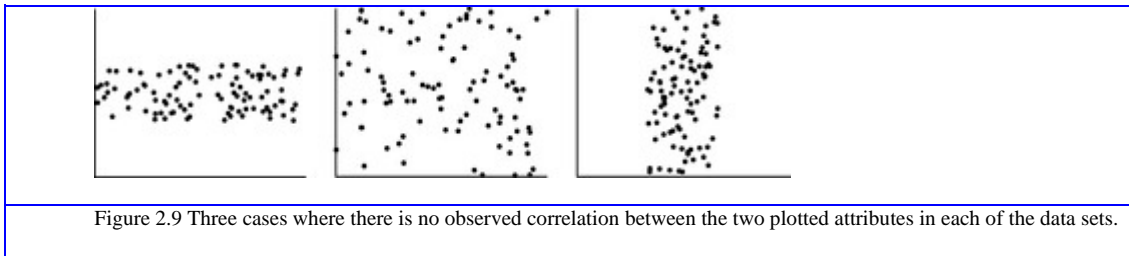 Figure 2.9 Three cases where there is no observed correlation between the two plotted attributes in each of the data sets.